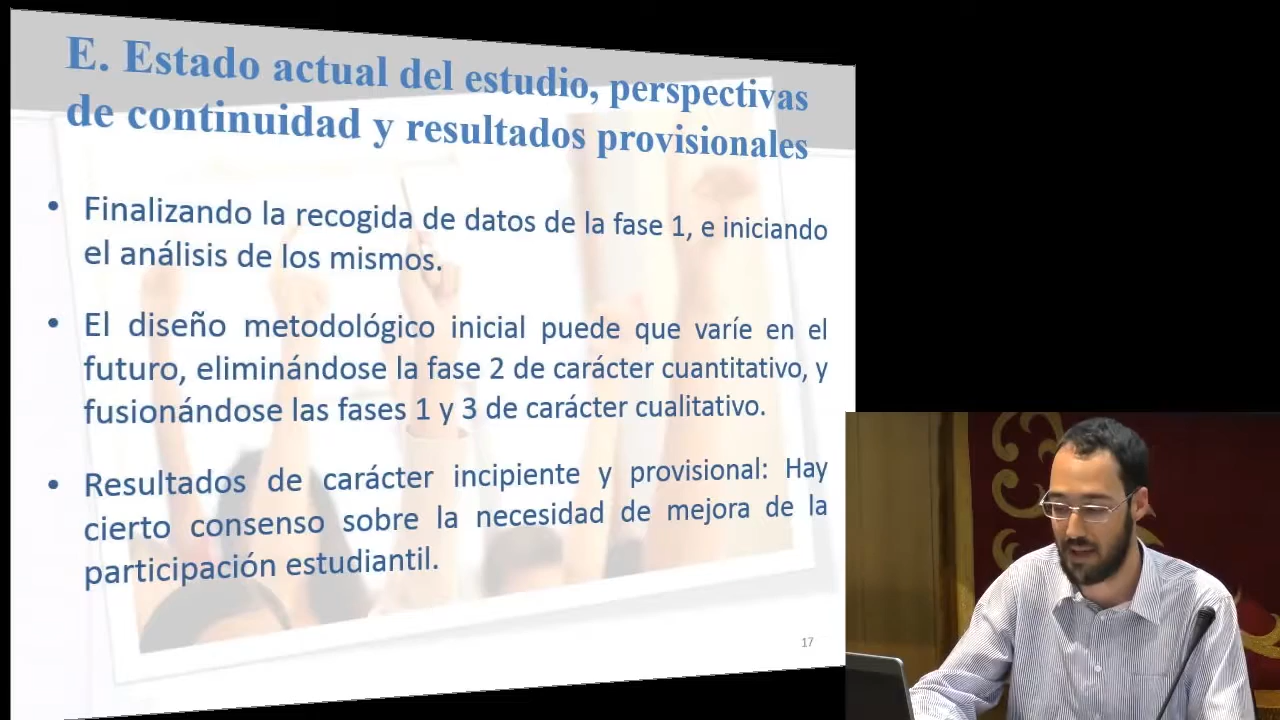 E. Estado actual del estudio, perspectivas
de continuidad y resultados provisionales
• Finalizando la recogida de datos de la fase 1, e iniciando
el análisis de los mismos.
• El diseño metodológico inicial puede que varíe en el
futuro, eliminándose la fase 2 de carácter cuantitativo, y
fusionándose las fases 1 y 3 de carácter cualitativo.
• Resultados de carácter incipiente y provisional: Hay
cierto consenso sobre la necesidad de mejora de la
participación estudiantil.
17